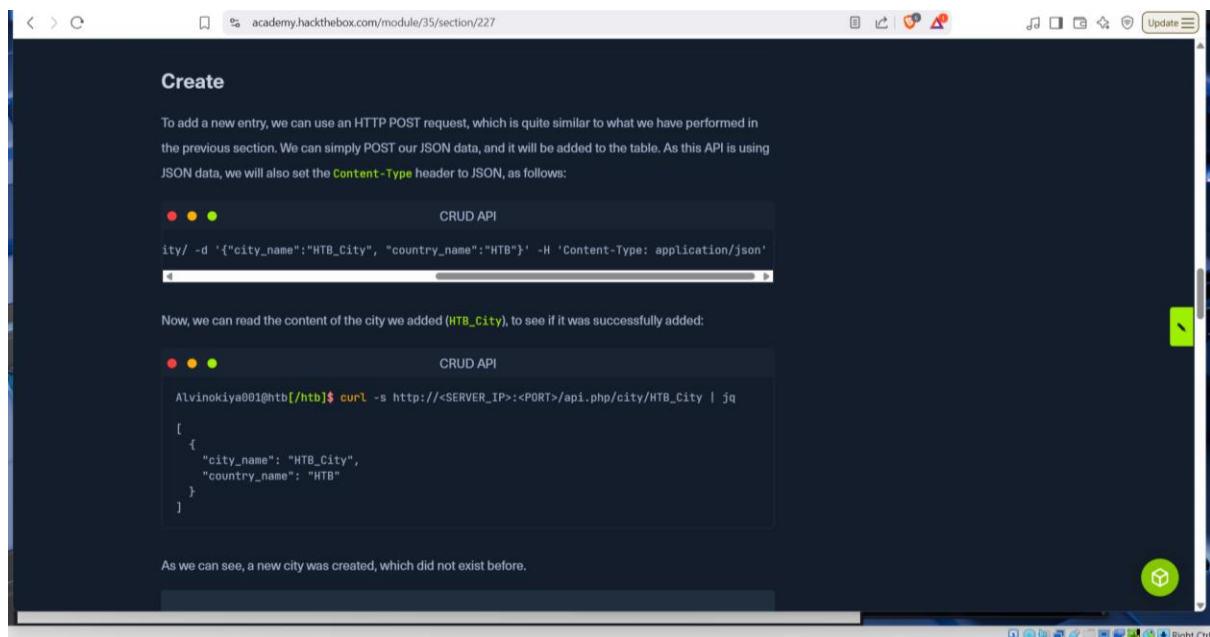 academy.hackthebox.com/module/35/section/227
Update
Create
To add a new entry, we can use an HTTP POST request, which is quite similar to what we have performed in
the previous section. We can simply POST our JSON data, and it will be added to the table. As this API is using
JSON data, we will also set the Content-Type header to JSON, as follows:
CRUD API
ity/ -d '{"city_name":"HTB_City", "country_name":"HTB"}' -H 'Content-Type: application/json'
Now, we can read the content of the city we added (HTB_City), to see if it was successfully added:
CRUD API
Alvinokiya001@htb[/htb]$ curl -s http://<SERVER_IP>:<PORT>/api.php/city/HTB_City | jq
[
{
"city_name": "HTB_City",
"country_name": "HTB"
}
]
As we can see, a new city was created, which did not exist before.
Right Ctrl